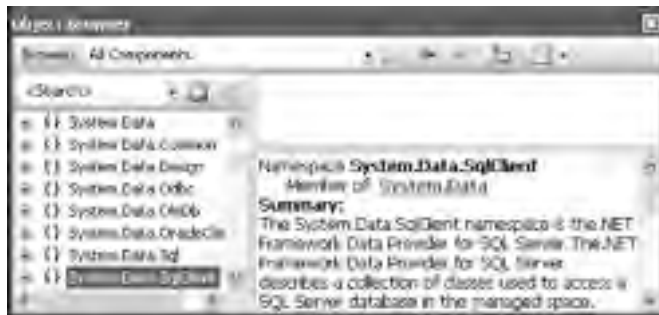 Object Browser
Browse: All Components
<Search>
{} System.Data
{} System.Data.Common
{} System.Data.Design
{} System.Data.Odbc
{} System.Data.OleDb
{} System.Data.OracleClie
{} System.Data.Sql
{} System.Data.SqlClient
Namespace System.Data.SqlClient
Member of System.Data
Summary:
The System.Data.SqlClient namespace is the.NET
Framework Data Provider for SQL Server. The.NET
Framework Data Provider for SQL Server
describes a collection of classes used to access a
SQL Server database in the managed space.